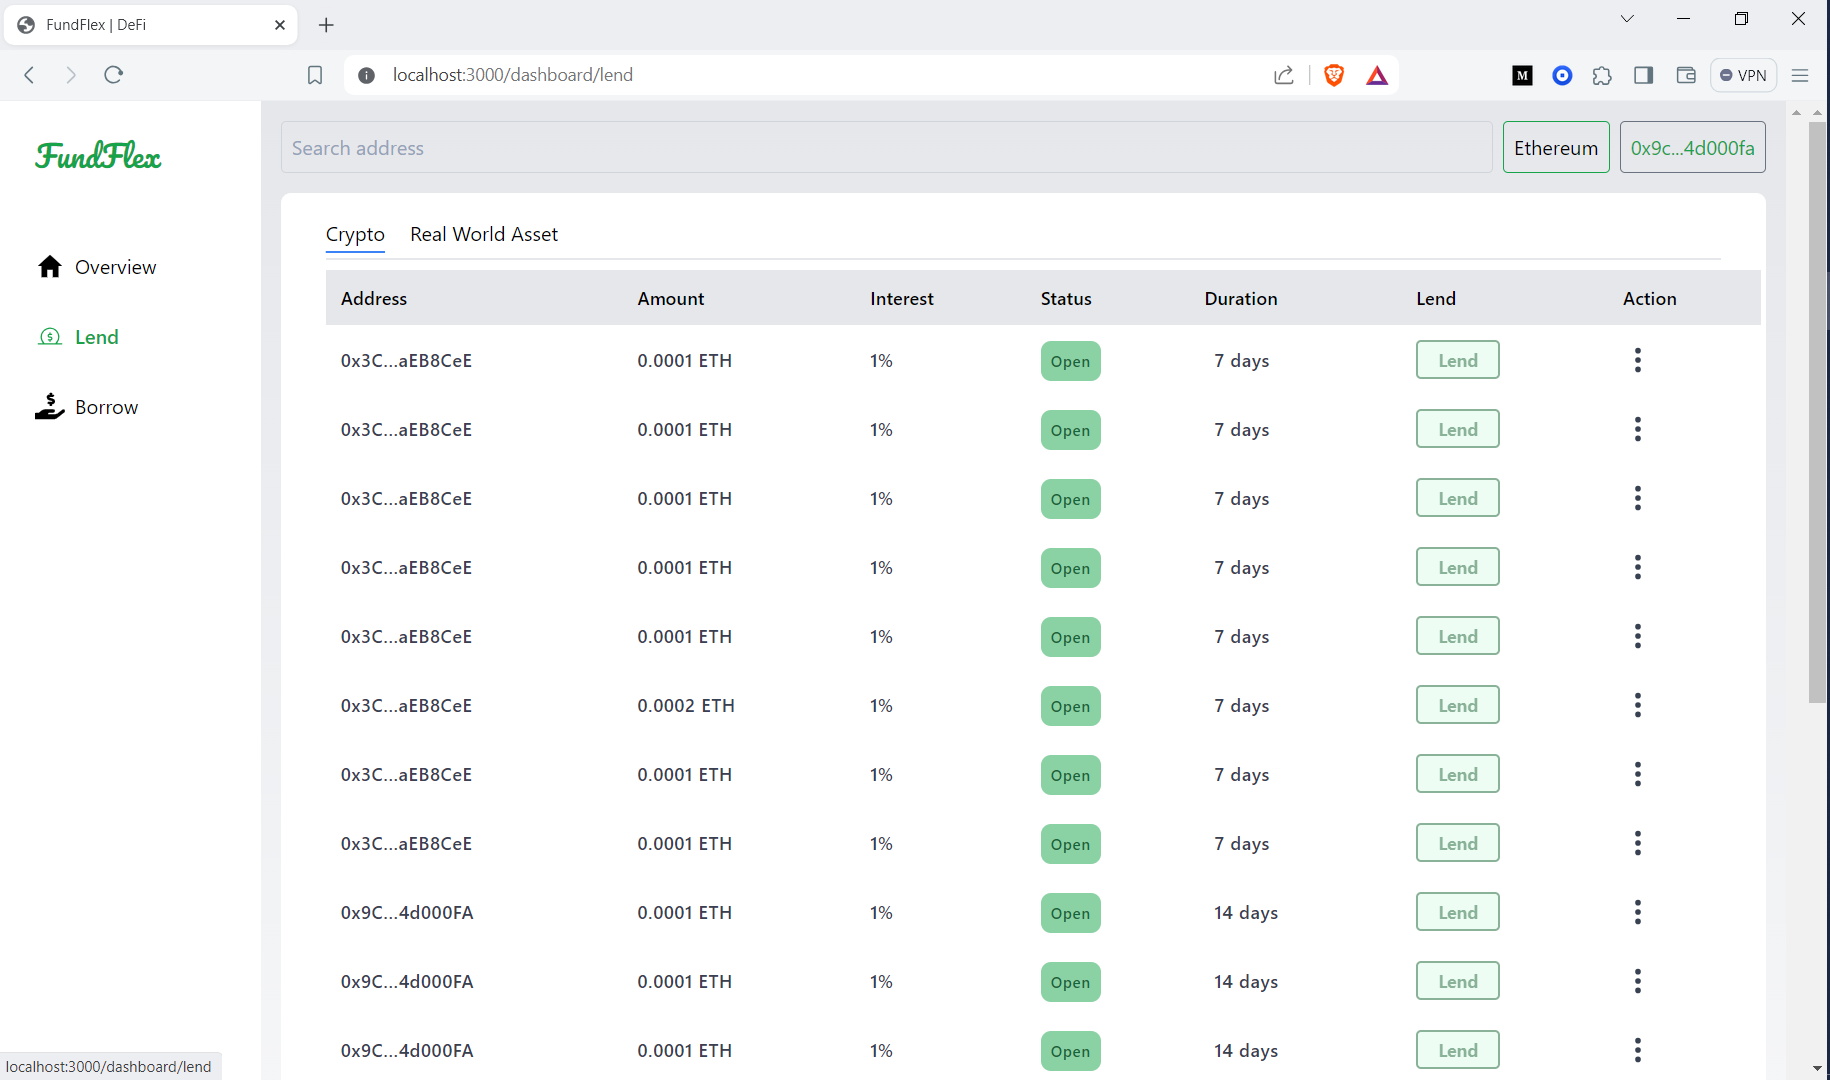 FundFlex | DeFi
localhost:3000/dashboard/lend
M
VPN
FundFlex
Search address
Ethereum
0x9c...4d000fa
Overview
Lend
Borrow
Crypto Real World Asset
Address Amount Interest Status Duration Lend Action
0x3C...aEB8CeE 0.0001 ETH 1% Open 7 days Lend
0x3C...aEB8CeE 0.0001 ETH 1% Open 7 days Lend
0x3C...aEB8CeE 0.0001 ETH 1% Open 7 days Lend
0x3C...aEB8CeE 0.0001 ETH 1% Open 7 days Lend
0x3C...aEB8CeE 0.0001 ETH 1% Open 7 days Lend
0x3C...aEB8CeE 0.0002 ETH 1% Open 7 days Lend
0x3C...aEB8CeE 0.0001 ETH 1% Open 7 days Lend
0x3C...aEB8CeE 0.0001 ETH 1% Open 7 days Lend
0x9C...4d000FA 0.0001 ETH 1% Open 14 days Lend
0x9C...4d000FA 0.0001 ETH 1% Open 14 days Lend
0x9C...4d000FA 0.0001 ETH 1% Open 14 days Lend
localhost:3000/dashboard/lend